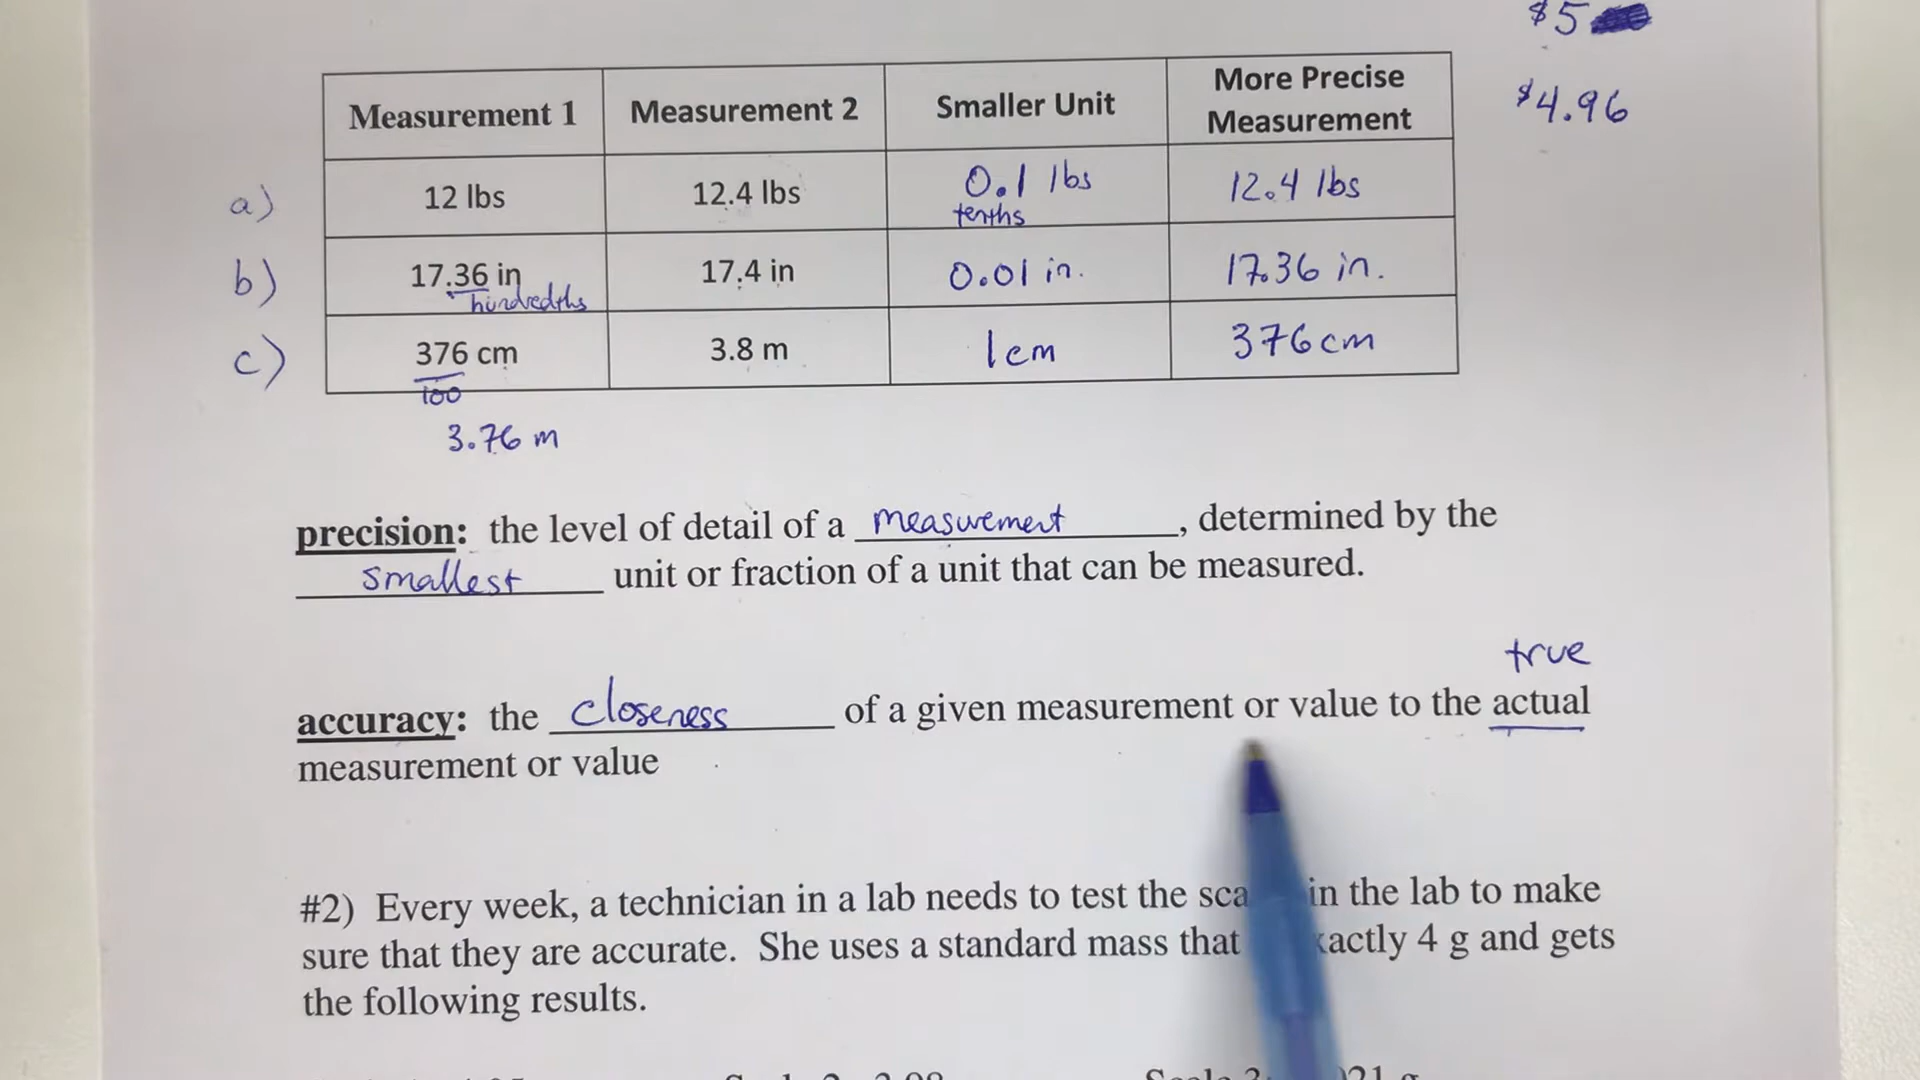 $5
$4.96
Measurement 1 Measurement 2 Smaller Unit More Precise Measurement
a) 12 lbs 12.4 lbs 0.1 lbs 12.4 lbs
tenths
b) 17.36 in 17.4 in 0.01 in. 17.36 in.
hundredths
c) 376 cm 3.8 m 1 cm 376 cm
100
3.76 m
precision: the level of detail of a measurement, determined by the
smallest unit or fraction of a unit that can be measured.
true
accuracy: the closeness of a given measurement or value to the actual
measurement or value
#2) Every week, a technician in a lab needs to test the in the lab to make
sure that they are accurate. She uses a standard mass that 4 g and gets
the following results.